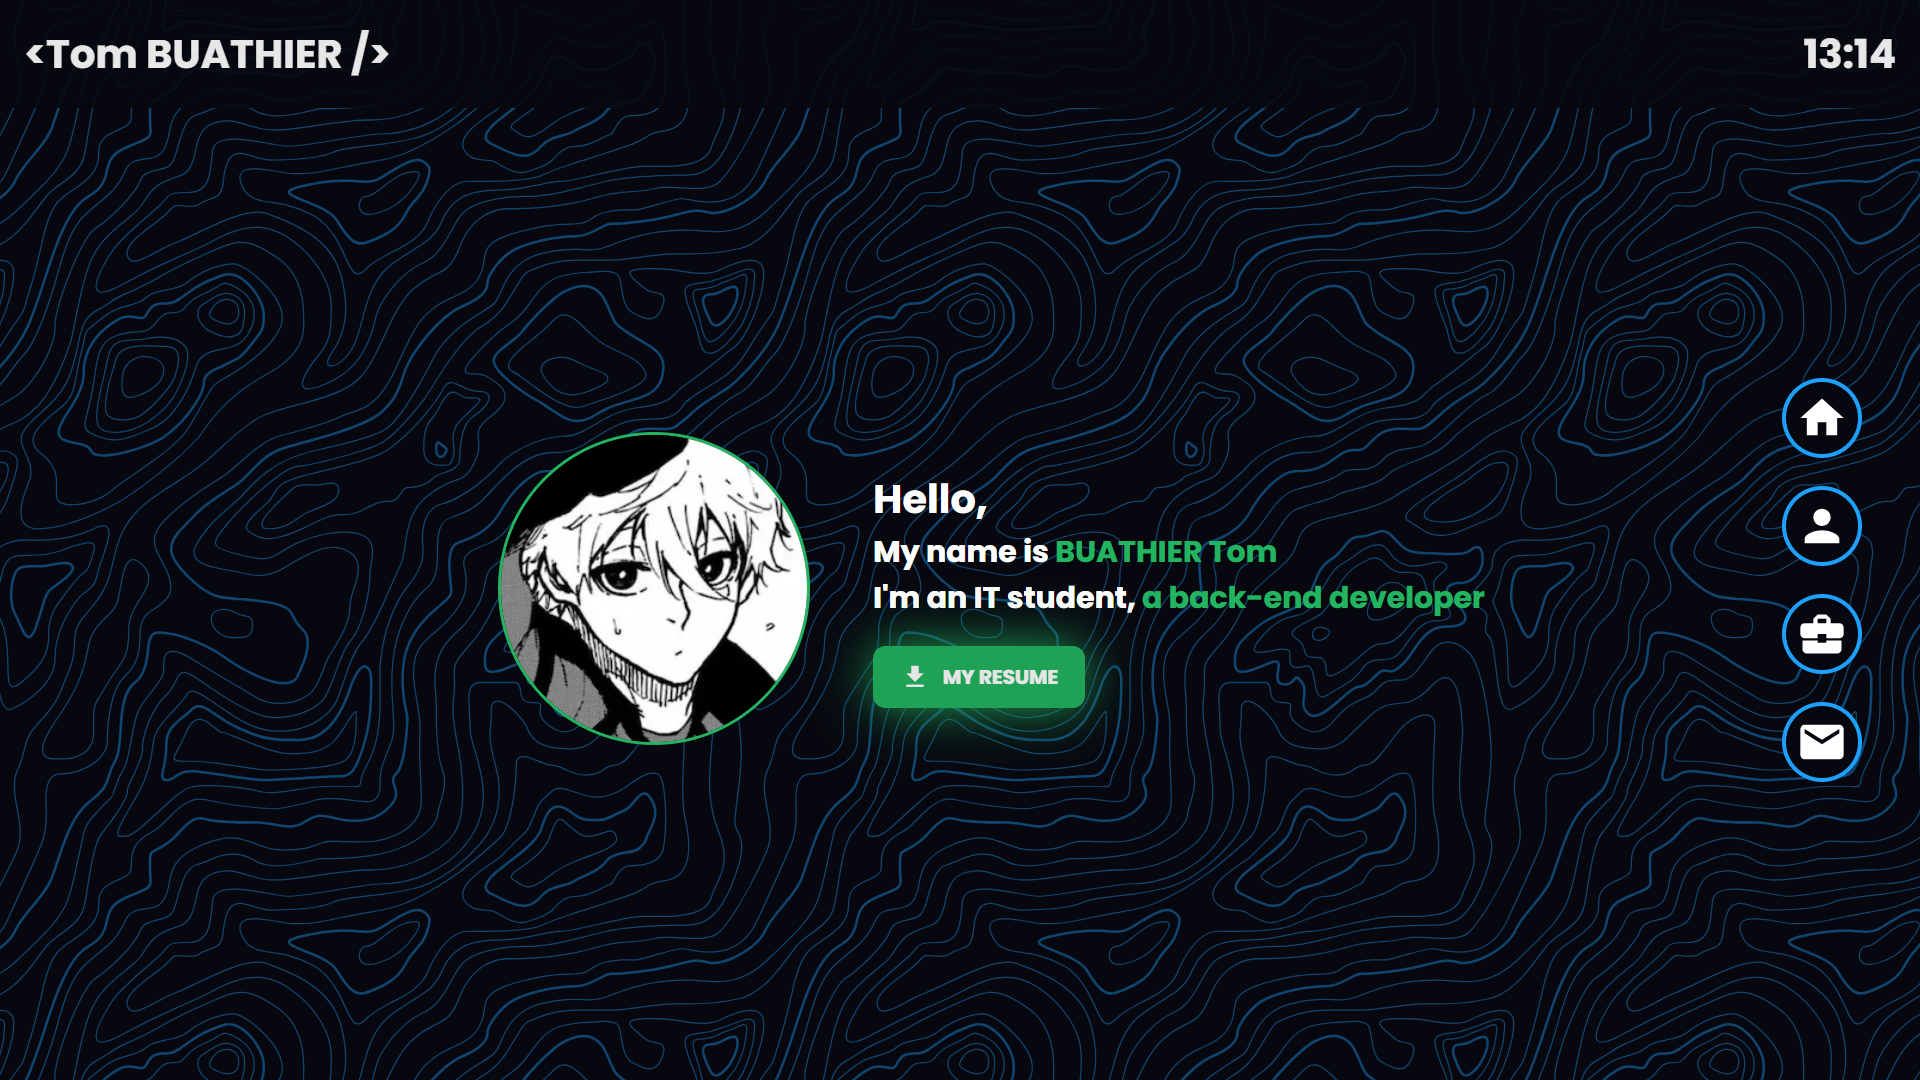 <Tom BUATHIER />
13:14
Hello,
My name is BUATHIER Tom
I'm an IT student, a back-end developer
MY RESUME